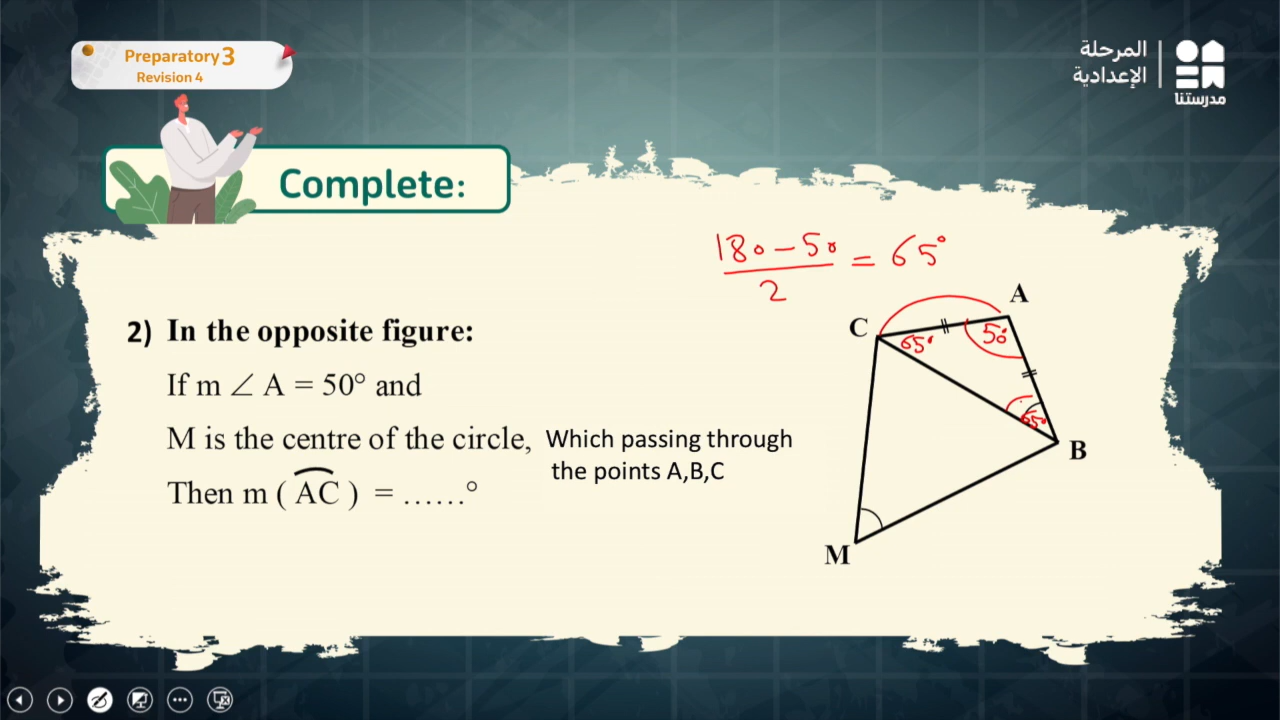 Preparatory 3
Revision 4
المرحلة
الإعدادية
مدرستنا
Complete:
180 - 50 / 2 = 65°
2) In the opposite figure:
If m ∠ A = 50° and
M is the centre of the circle, Which passing through
the points A,B,C
Then m ( A͡C ) = ......°
A
C
65°
50
65°
B
M